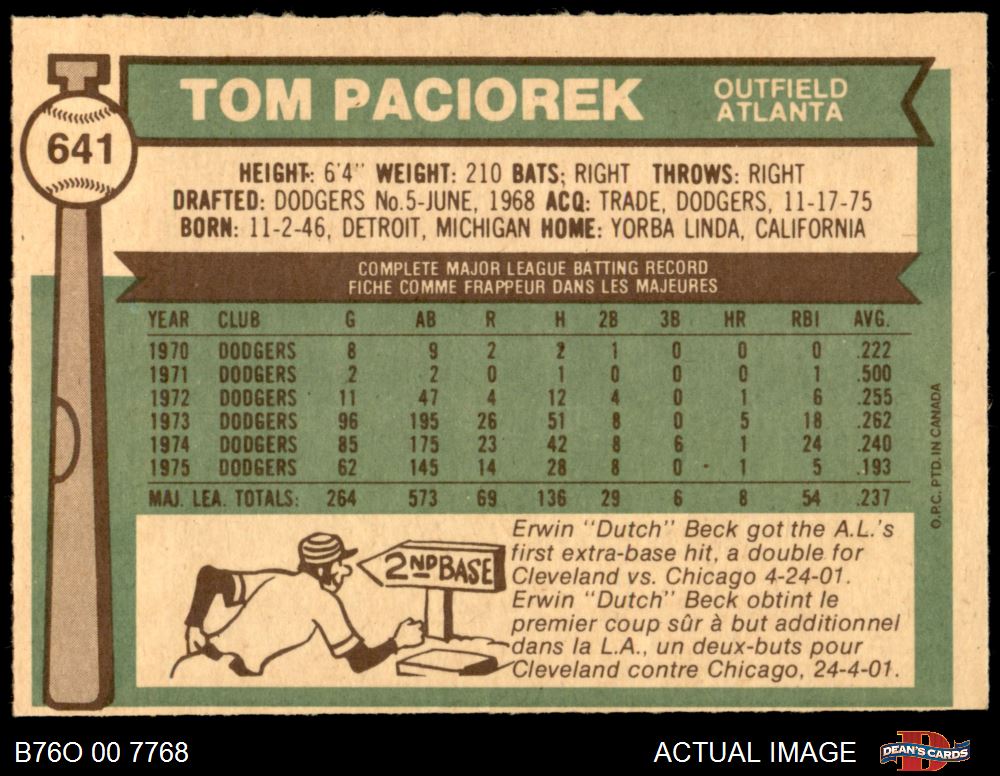 641
TOM PACIOREK
OUTFIELD
ATLANTA
HEIGHT: 6'4" WEIGHT: 210 BATS: RIGHT THROWS: RIGHT
DRAFTED: DODGERS No.5-JUNE, 1968 ACQ: TRADE, DODGERS, 11-17-75
BORN: 11-2-46, DETROIT, MICHIGAN HOME: YORBA LINDA, CALIFORNIA
COMPLETE MAJOR LEAGUE BATTING RECORD
FICHE COMME FRAPPEUR DANS LES MAJEURES
YEAR CLUB G AB R H 2B 3B HR RBI AVG.
1970 DODGERS 8 9 2 2 1 0 0 0 .222
1971 DODGERS 2 2 0 1 0 0 0 1 .500
1972 DODGERS 11 47 4 12 4 0 1 6 .255
1973 DODGERS 96 195 26 51 8 0 5 18 .262
1974 DODGERS 85 175 23 42 8 6 1 24 .240
1975 DODGERS 62 145 14 28 8 0 1 5 .193
MAJ. LEA. TOTALS: 264 573 69 136 29 6 8 54 .237
O.P.C. PTD. IN CANADA
2ND BASE
Erwin "Dutch" Beck got the A.L.'s
first extra-base hit, a double for
Cleveland vs. Chicago 4-24-01.
Erwin "Dutch" Beck obtint le
premier coup sûr à but additionnel
dans la L.A., un deux-buts pour
Cleveland contre Chicago, 24-4-01.
B76O 00 7768
ACTUAL IMAGE
DEAN'S CARDS